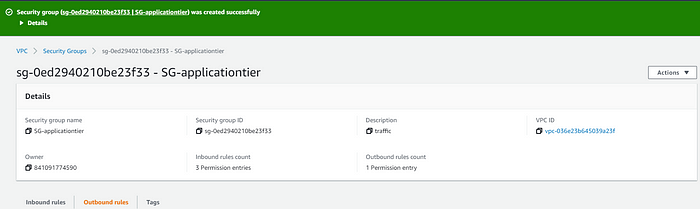 Security group (sg-0ed2940210be23f33 | SG-applicationtier) was created successfully
Details
VPC > Security Groups > sg-0ed2940210be23f33 - SG-applicationtier
sg-0ed2940210be23f33 - SG-applicationtier
Actions
Details
Security group name
SG-applicationtier
Security group ID
sg-0ed2940210be23f33
Description
traffic
VPC ID
vpc-036e23b645039a23f
Owner
841091774590
Inbound rules count
3 Permission entries
Outbound rules count
1 Permission entry
Inbound rules
Outbound rules
Tags